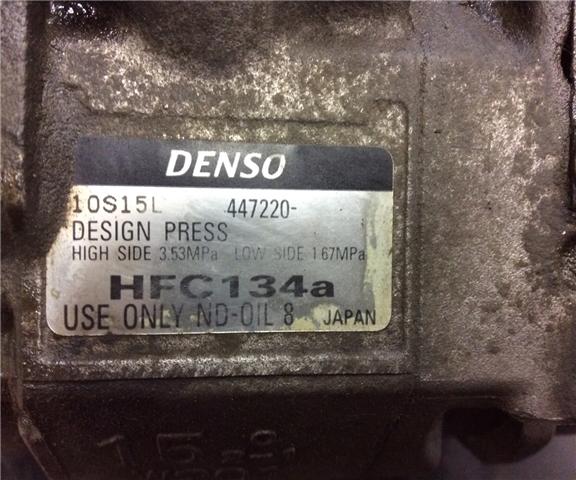 DENSO
10S15L 447220-
DESIGN PRESS
HIGH SIDE 3.53MPa LOW SIDE 1.67MPa
HFC134a
USE ONLY ND-OIL 8 JAPAN